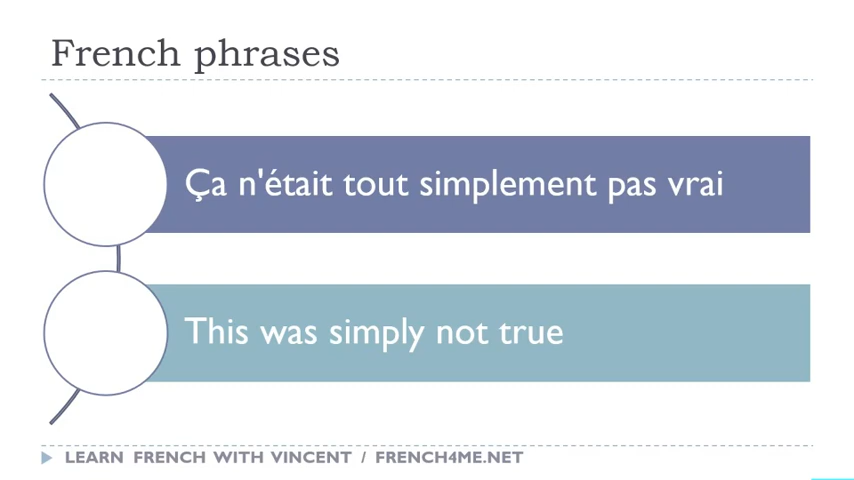 French phrases
Ça n'était tout simplement pas vrai
This was simply not true
LEARN FRENCH WITH VINCENT / FRENCH4ME.NET